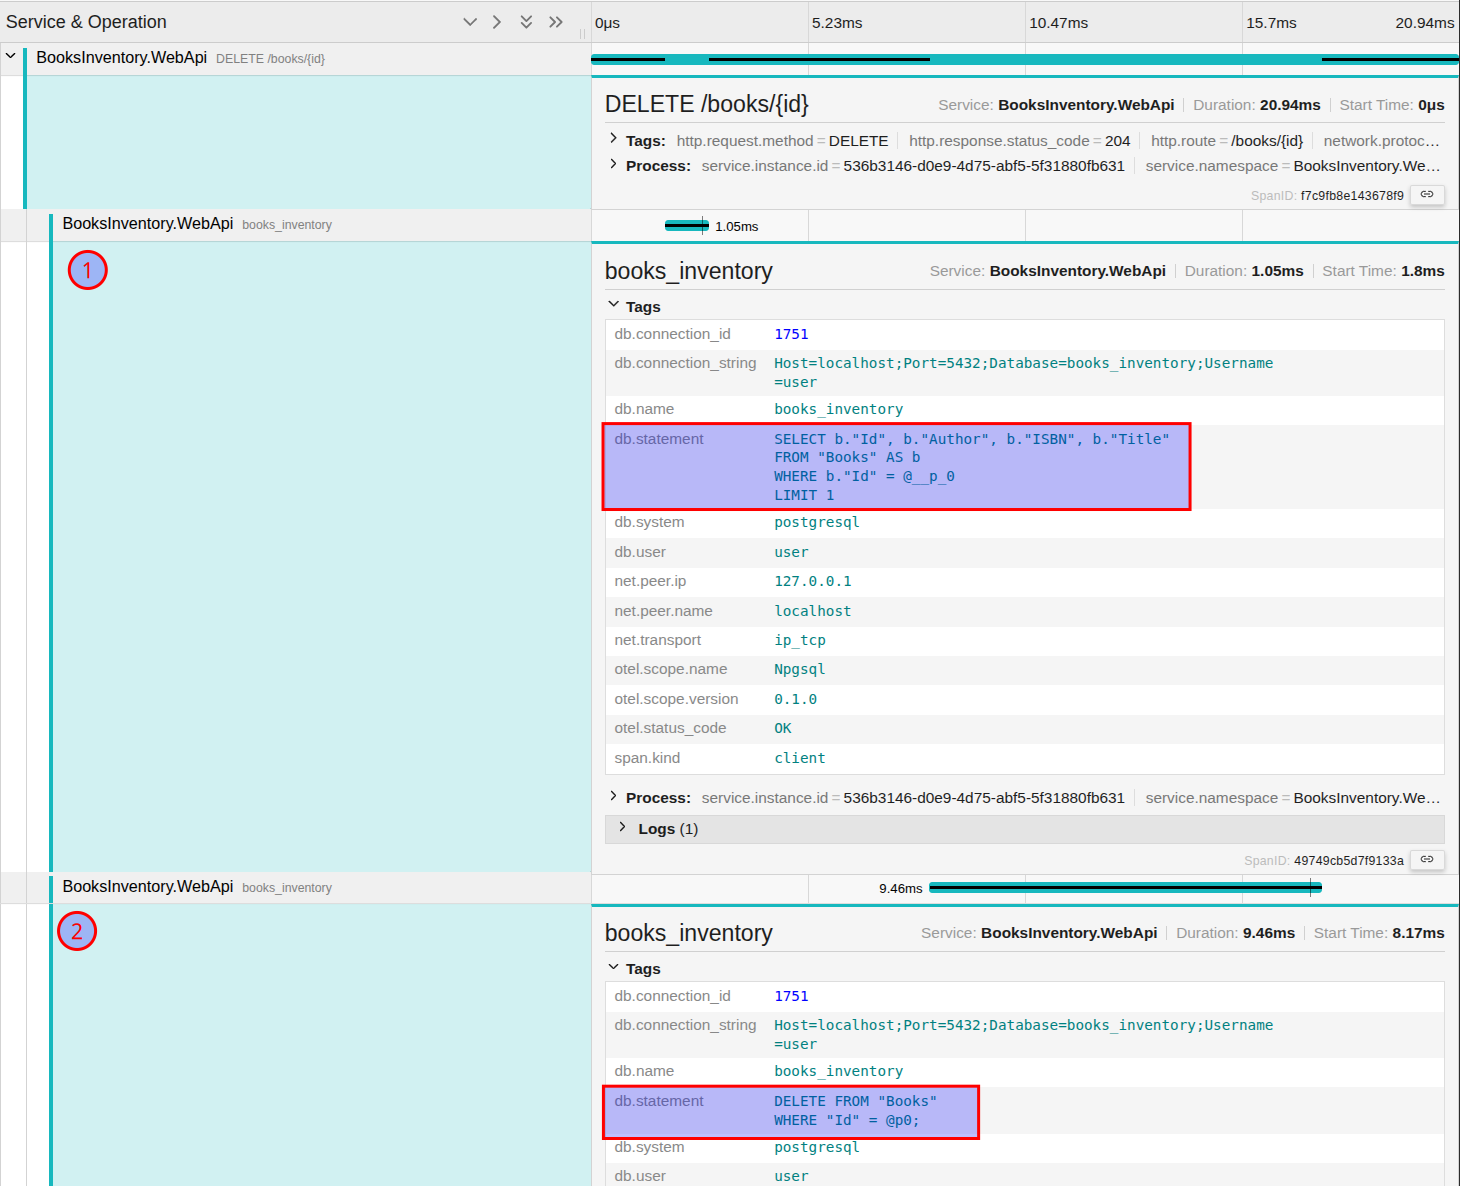 Service & Operation
0μs 5.23ms 10.47ms 15.7ms 20.94ms
BooksInventory.WebApi DELETE /books/{id}
DELETE /books/{id} Service: BooksInventory.WebApi Duration: 20.94ms Start Time: 0μs
Tags: http.request.method = DELETE http.response.status_code = 204 http.route = /books/{id} network.protoc…
Process: service.instance.id = 536b3146-d0e9-4d75-abf5-5f31880fb631 service.namespace = BooksInventory.We…
SpanID: f7c9fb8e143678f9
BooksInventory.WebApi books_inventory 1.05ms
1
books_inventory Service: BooksInventory.WebApi Duration: 1.05ms Start Time: 1.8ms
Tags
db.connection_id 1751
db.connection_string Host=localhost;Port=5432;Database=books_inventory;Username
=user
db.name books_inventory
db.statement SELECT b."Id", b."Author", b."ISBN", b."Title"
FROM "Books" AS b
WHERE b."Id" = @__p_0
LIMIT 1
db.system postgresql
db.user user
net.peer.ip 127.0.0.1
net.peer.name localhost
net.transport ip_tcp
otel.scope.name Npgsql
otel.scope.version 0.1.0
otel.status_code OK
span.kind client
Process: service.instance.id = 536b3146-d0e9-4d75-abf5-5f31880fb631 service.namespace = BooksInventory.We…
Logs (1)
SpanID: 49749cb5d7f9133a
BooksInventory.WebApi books_inventory 9.46ms
2
books_inventory Service: BooksInventory.WebApi Duration: 9.46ms Start Time: 8.17ms
Tags
db.connection_id 1751
db.connection_string Host=localhost;Port=5432;Database=books_inventory;Username
=user
db.name books_inventory
db.statement DELETE FROM "Books"
WHERE "Id" = @p0;
db.system postgresql
db.user user